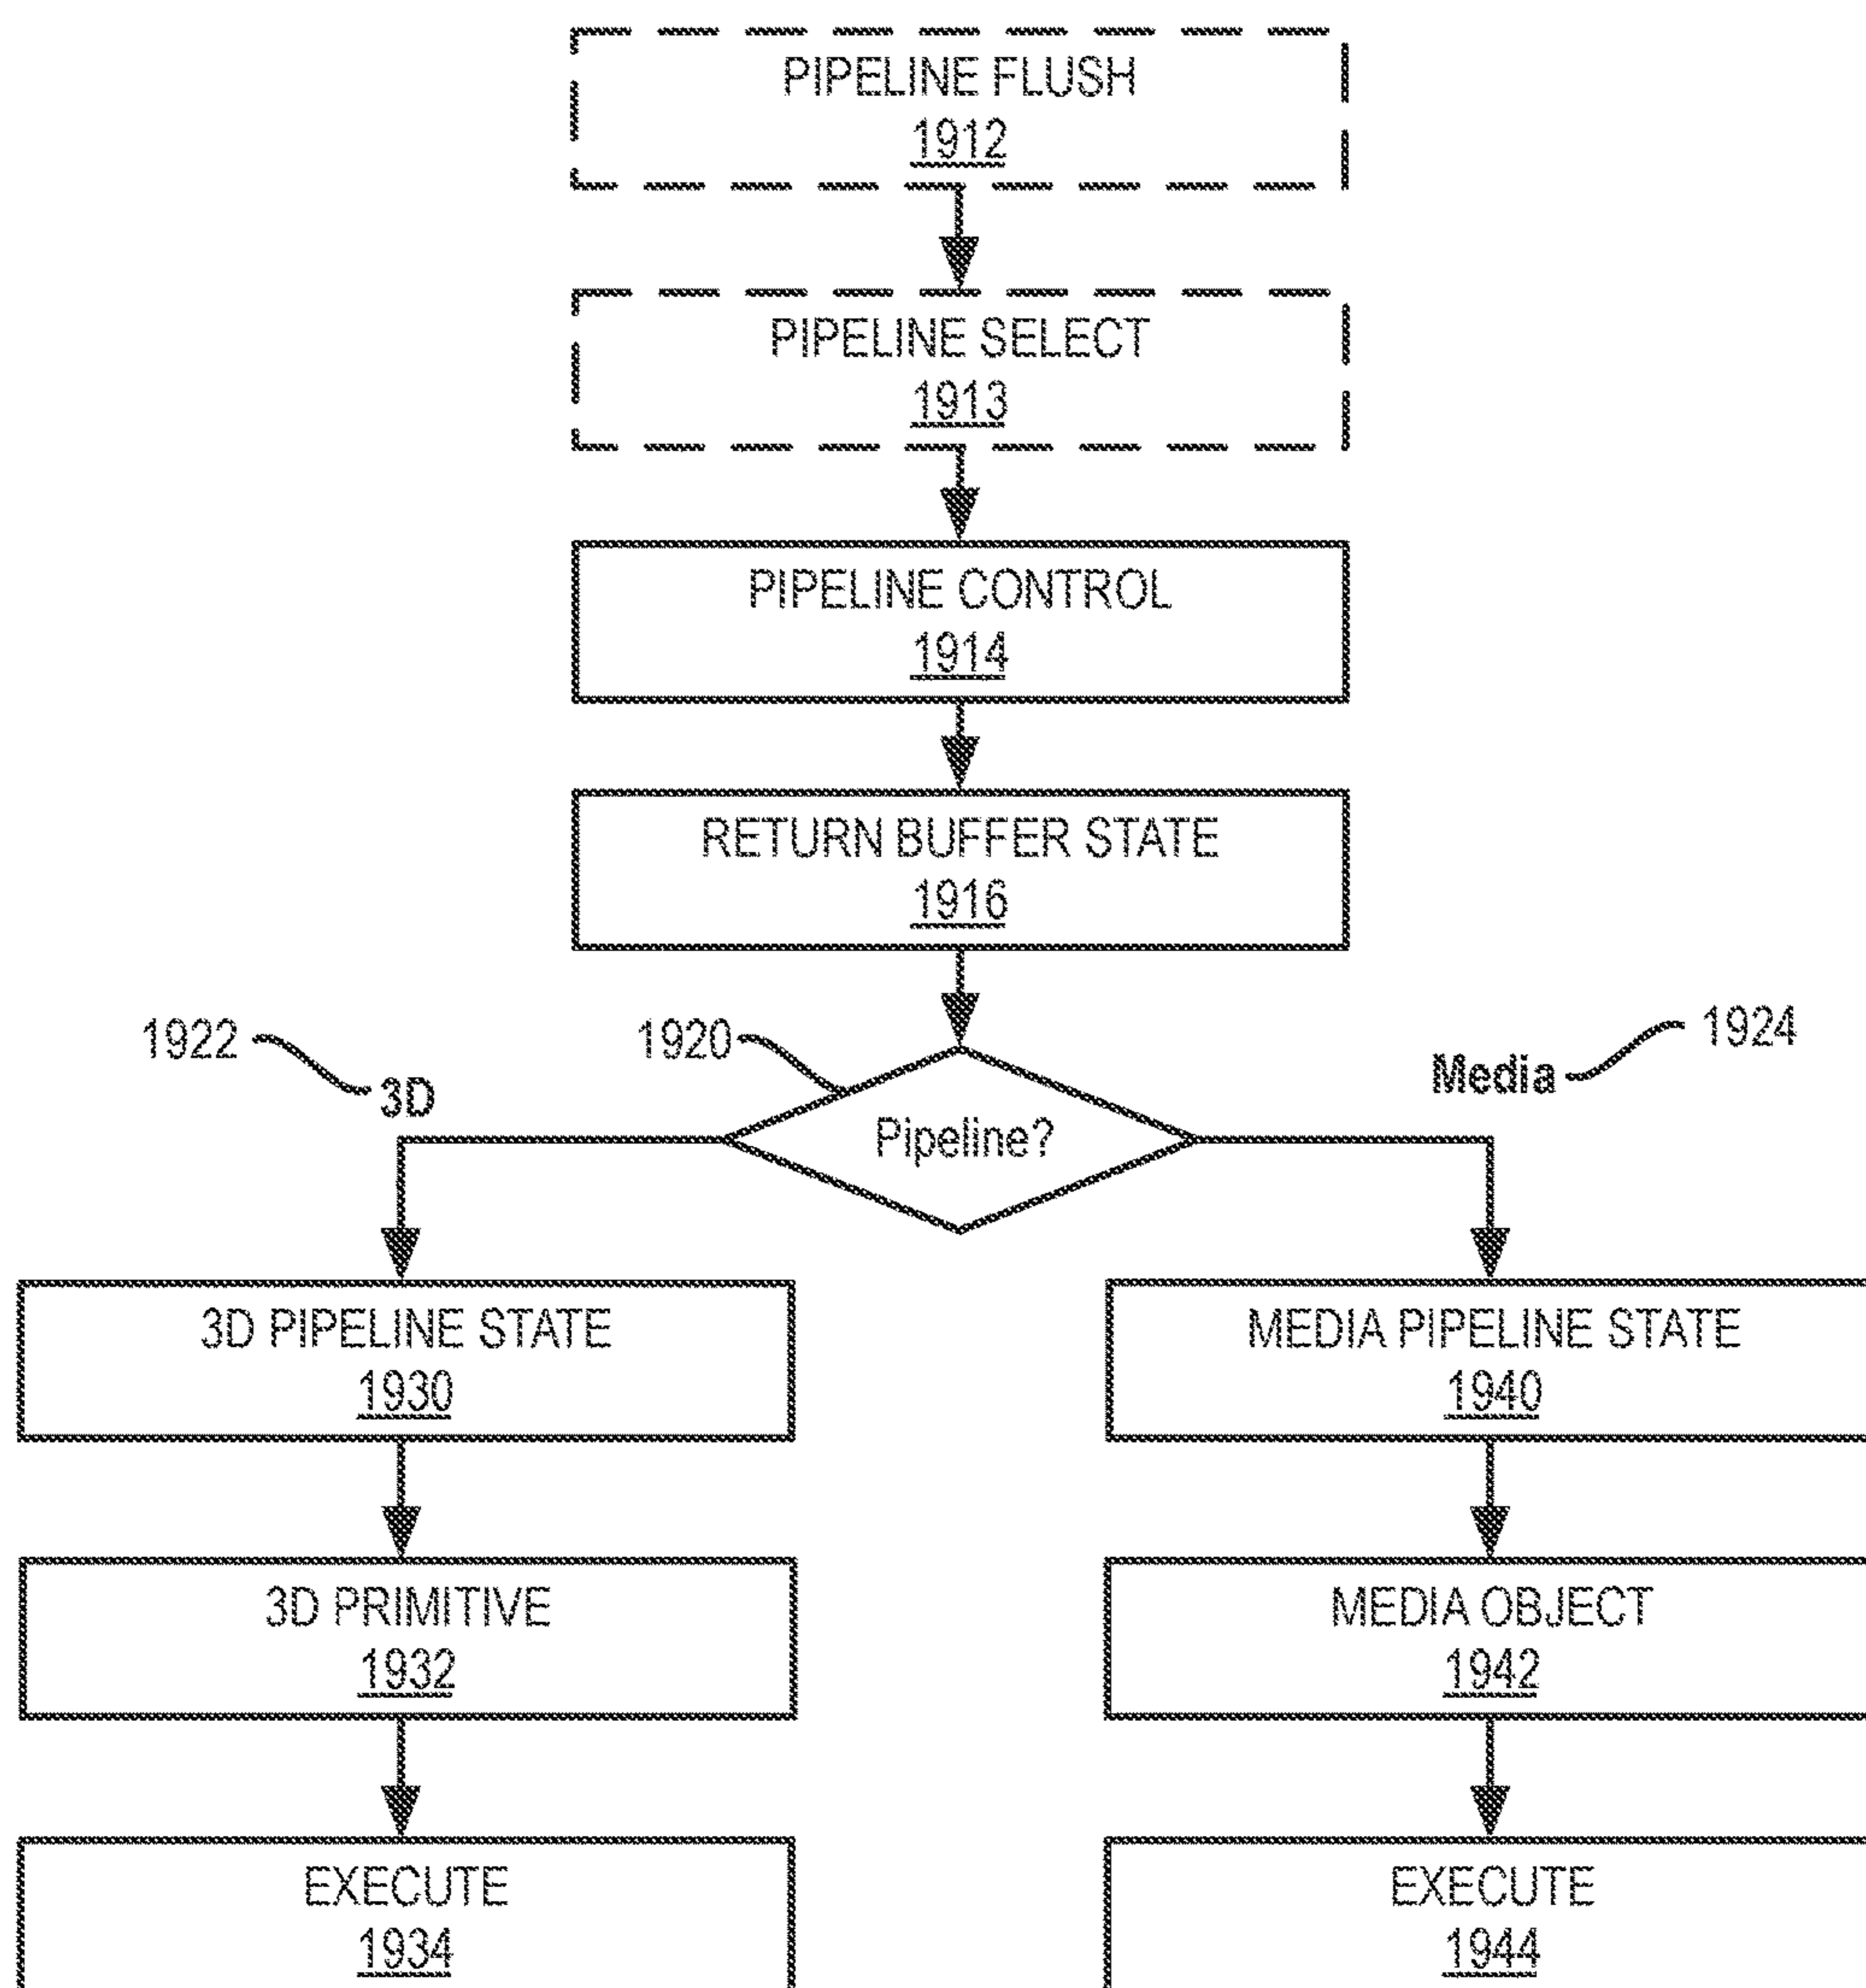 PIPELINE FLUSH
1912
PIPELINE SELECT
1913
PIPELINE CONTROL
1914
RETURN BUFFER STATE
1916
1922
3D
1920
Pipeline?
Media
1924
3D PIPELINE STATE
1930
MEDIA PIPELINE STATE
1940
3D PRIMITIVE
1932
MEDIA OBJECT
1942
EXECUTE
1934
EXECUTE
1944